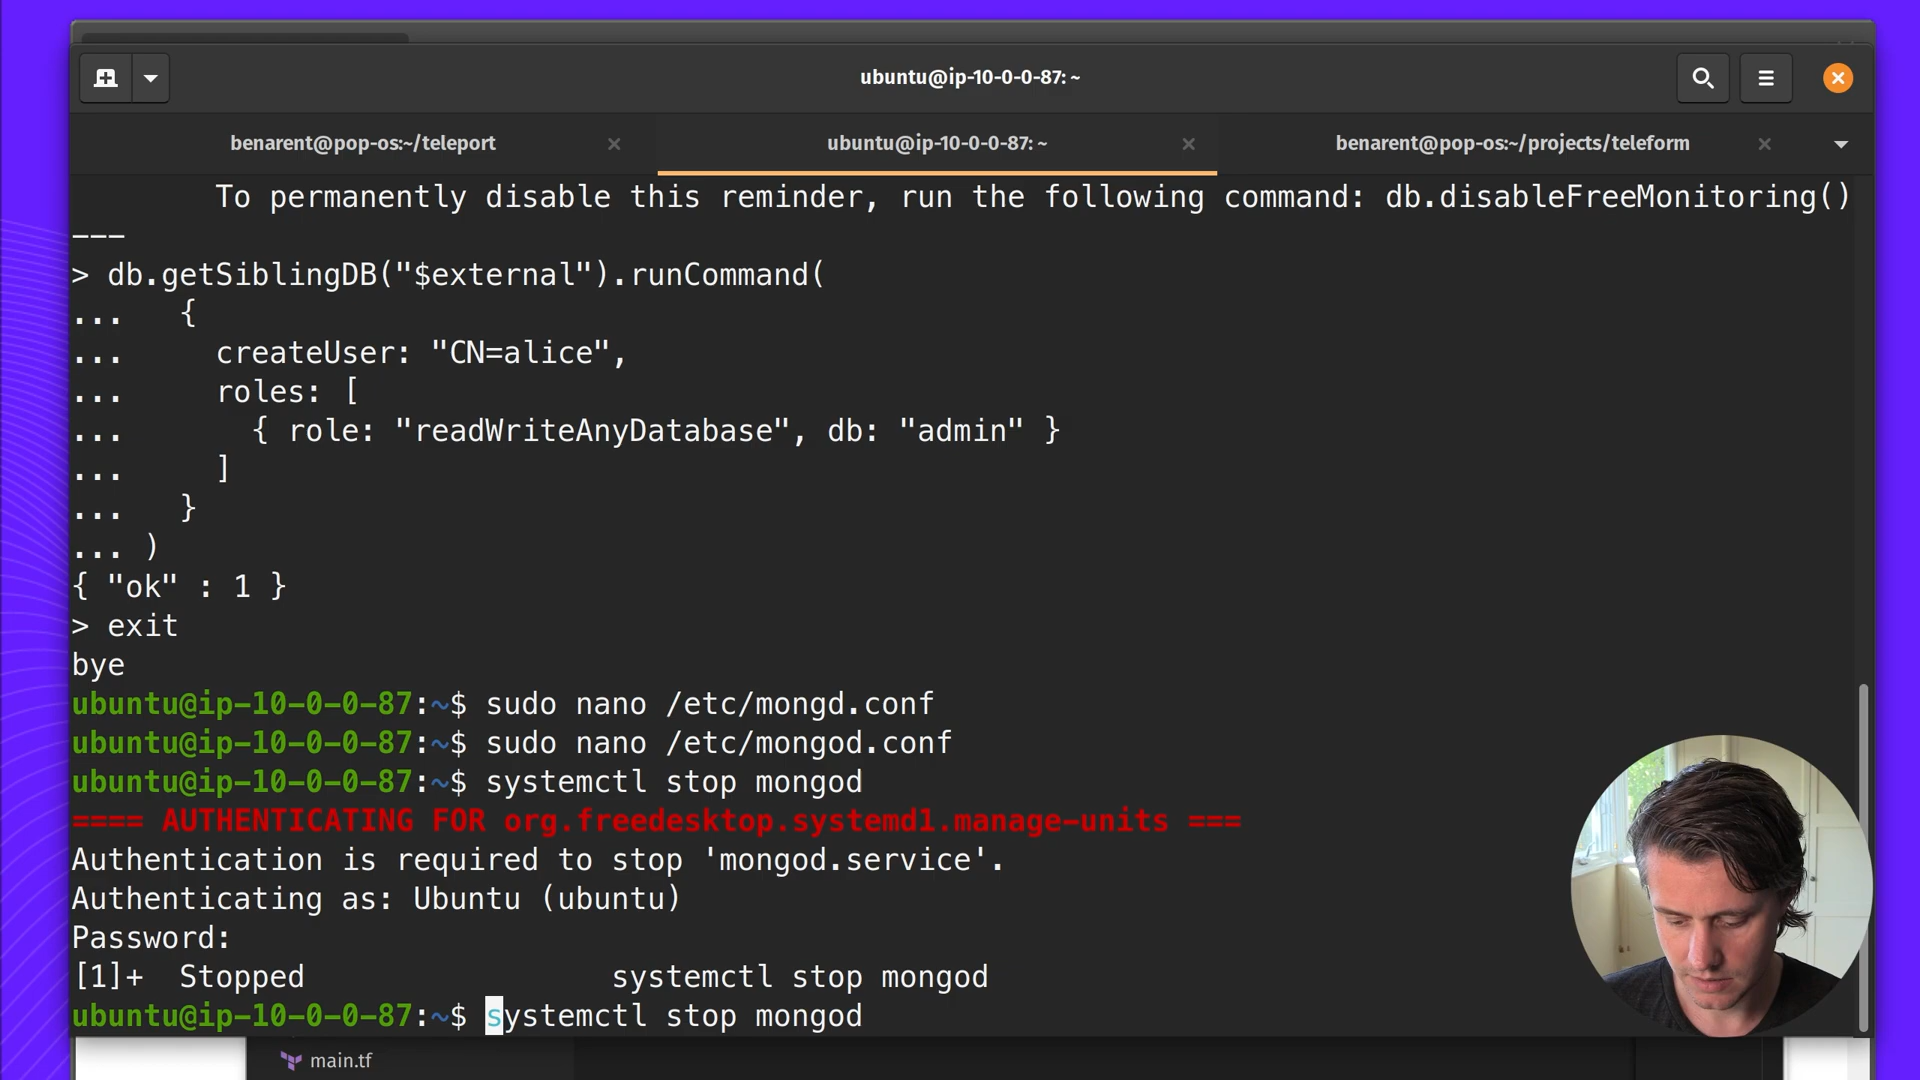 ubuntu@ip-10-0-0-87: ~
benarent@pop-os:~/teleport
ubuntu@ip-10-0-0-87: ~
benarent@pop-os:~/projects/teleform
To permanently disable this reminder, run the following command: db.disableFreeMonitoring()
---
> db.getSiblingDB("$external").runCommand(
...   {
...     createUser: "CN=alice",
...     roles: [
...       { role: "readWriteAnyDatabase", db: "admin" }
...     ]
...   }
... )
{ "ok" : 1 }
> exit
bye
ubuntu@ip-10-0-0-87:~$ sudo nano /etc/mongd.conf
ubuntu@ip-10-0-0-87:~$ sudo nano /etc/mongod.conf
ubuntu@ip-10-0-0-87:~$ systemctl stop mongod
==== AUTHENTICATING FOR org.freedesktop.systemd1.manage-units ===
Authentication is required to stop 'mongod.service'.
Authenticating as: Ubuntu (ubuntu)
Password:
[1]+  Stopped                 systemctl stop mongod
ubuntu@ip-10-0-0-87:~$ systemctl stop mongod
main.tf